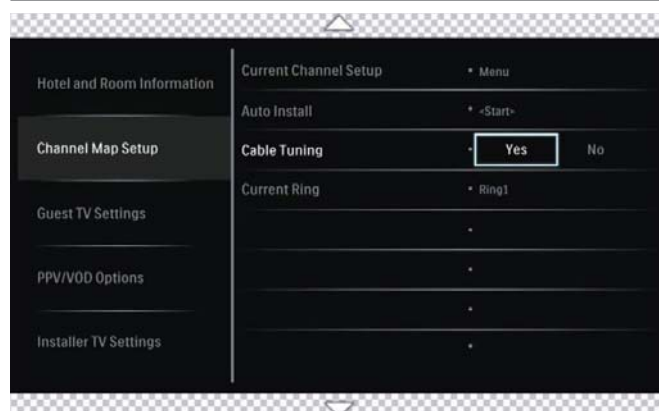 Hotel and Room Information
Channel Map Setup
Guest TV Settings
PPV/VOD Options
Installer TV Settings
Current Channel Setup • Menu
Auto Install • <Start>
Cable Tuning • Yes No
Current Ring • Ring1